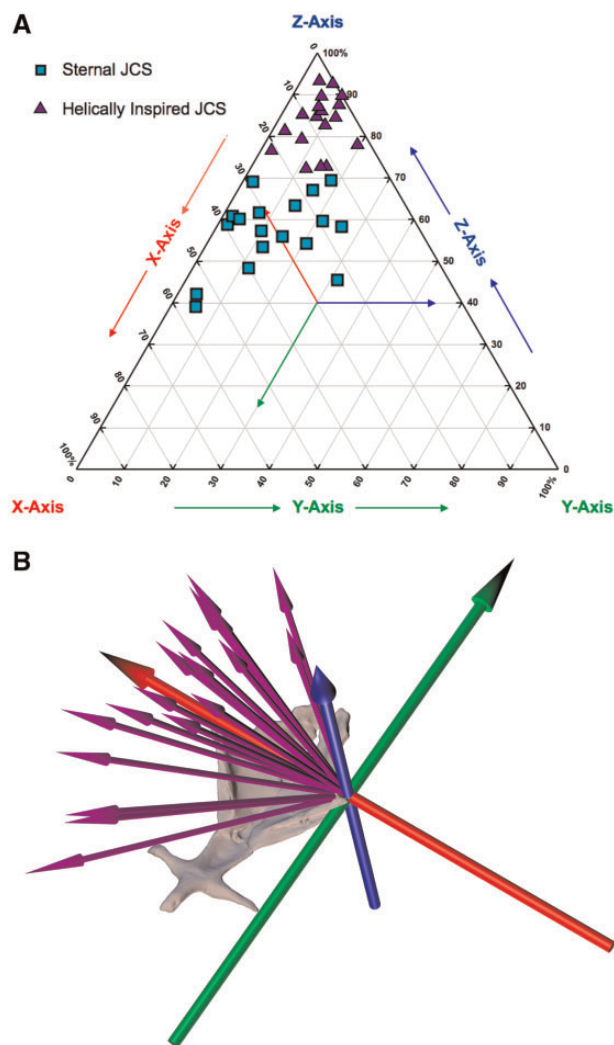 A
Z-Axis
0 100%
Sternal JCS
10 90
Helically Inspired JCS
20 80
30 70
40 60
X-Axis
Z-Axis
50 50
60 40
70 30
80 20
90 10
100% 0
0 10 20 30 40 50 60 70 80 90 100%
X-Axis Y-Axis Y-Axis
B